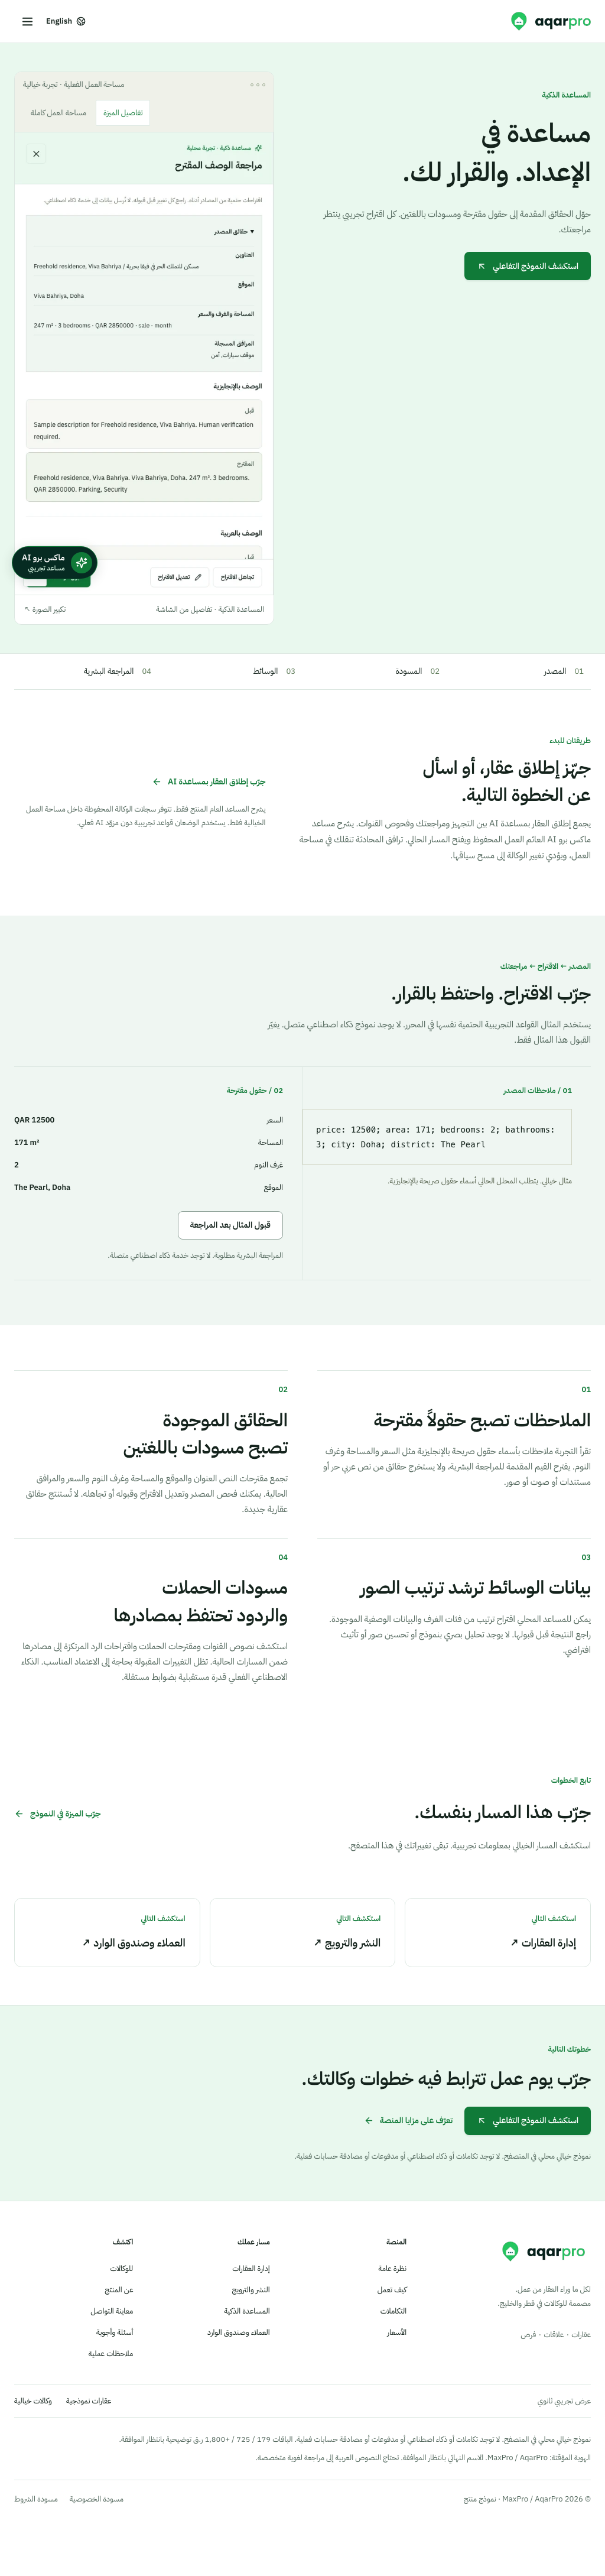 aqarpro
English
المساعدة الذكية
مساعدة في
الإعداد. والقرار لك.
حوّل الحقائق المقدمة إلى حقول مقترحة ومسودات باللغتين. كل اقتراح تجريبي ينتظر
مراجعتك.
استكشف النموذج التفاعلي
مساحة العمل الفعلية · تجربة خيالية
تفاصيل الميزة
مساحة العمل كاملة
مساعدة ذكية · تجربة محلية
مراجعة الوصف المقترح
اقتراحات حتمية من المصادر أدناه. راجع كل تغيير قبل قبوله. لا تُرسل بيانات إلى خدمة ذكاء اصطناعي.
▼ حقائق المصدر
العناوين
Freehold residence, Viva Bahriya / مسكن للتملك الحر في فيفا بحرية
الموقع
Viva Bahriya, Doha
المساحة والغرف والسعر
247 m² · 3 bedrooms · QAR 2850000 · sale · month
المرافق المسجلة
موقف سيارات, أمن
الوصف بالإنجليزية
قبل
Sample description for Freehold residence, Viva Bahriya. Human verification
required.
المقترح
Freehold residence, Viva Bahriya. Viva Bahriya, Doha. 247 m². 3 bedrooms.
QAR 2850000. Parking, Security
الوصف بالعربية
قبل
تجاهل الاقتراح
تعديل الاقتراح
ماكس برو AI
مساعد تجريبي
المساعدة الذكية · تفاصيل من الشاشة
تكبير الصورة ↖
01 المصدر
02 المسودة
03 الوسائط
04 المراجعة البشرية
طريقتان للبدء
جهّز إطلاق عقار، أو اسأل
عن الخطوة التالية.
يجمع إطلاق العقار بمساعدة AI بين التجهيز ومراجعتك وفحوص القنوات. يشرح مساعد
ماكس برو AI العائم العمل المحفوظ ويفتح المسار الحالي. ترافق المحادثة تنقلك في مساحة
العمل، ويؤدي تغيير الوكالة إلى مسح سياقها.
جرّب إطلاق العقار بمساعدة AI ←
يشرح المساعد العام المنتج فقط. تتوفر سجلات الوكالة المحفوظة داخل مساحة العمل
الخيالية فقط. يستخدم الوضعان قواعد تجريبية دون مزوّد AI فعلي.
المصدر ← الاقتراح ← مراجعتك
جرّب الاقتراح. واحتفظ بالقرار.
يستخدم المثال القواعد التجريبية الحتمية نفسها في المحرر. لا يوجد نموذج ذكاء اصطناعي متصل. يغيّر
القبول هذا المثال فقط.
01 / ملاحظات المصدر
price: 12500; area: 171; bedrooms: 2; bathrooms:
3; city: Doha; district: The Pearl
مثال خيالي. يتطلب المحلل الحالي أسماء حقول صريحة بالإنجليزية.
02 / حقول مقترحة
السعر QAR 12500
المساحة 171 m²
غرف النوم 2
الموقع The Pearl, Doha
قبول المثال بعد المراجعة
المراجعة البشرية مطلوبة. لا توجد خدمة ذكاء اصطناعي متصلة.
01
الملاحظات تصبح حقولاً مقترحة
تقرأ التجربة ملاحظات بأسماء حقول صريحة بالإنجليزية مثل السعر والمساحة وغرف
النوم. يقترح القيم المقدمة للمراجعة البشرية، ولا يستخرج حقائق من نص عربي حر أو
مستندات أو صوت أو صور.
02
الحقائق الموجودة
تصبح مسودات باللغتين
تجمع مقترحات النص العنوان والموقع والمساحة وغرف النوم والسعر والمرافق
الحالية. يمكنك فحص المصدر وتعديل الاقتراح وقبوله أو تجاهله. لا تُستنتج حقائق
عقارية جديدة.
03
بيانات الوسائط ترشد ترتيب الصور
يمكن للمساعد المحلي اقتراح ترتيب من فئات الغرف والبيانات الوصفية الموجودة.
راجع النتيجة قبل قبولها. لا يوجد تحليل بصري بنموذج أو تحسين صور أو تأثيث
افتراضي.
04
مسودات الحملات
والردود تحتفظ بمصادرها
استكشف نصوص القنوات ومقترحات الحملات واقتراحات الرد المرتكزة إلى مصادرها
ضمن المسارات الحالية. تظل التغييرات المقبولة بحاجة إلى الاعتماد المناسب. الذكاء
الاصطناعي الفعلي قدرة مستقبلية بضوابط مستقلة.
تابع الخطوات
جرّب هذا المسار بنفسك.
استكشف المسار الخيالي بمعلومات تجريبية. تبقى تغييراتك في هذا المتصفح.
جرّب الميزة في النموذج ←
استكشف التالي
إدارة العقارات ↗
استكشف التالي
النشر والترويج ↗
استكشف التالي
العملاء وصندوق الوارد ↗
خطوتك التالية
جرّب يوم عمل تترابط فيه خطوات وكالتك.
استكشف النموذج التفاعلي
تعرّف على مزايا المنصة ←
نموذج خيالي محلي في المتصفح. لا توجد تكاملات أو ذكاء اصطناعي أو مدفوعات أو مصادقة حسابات فعلية.
aqarpro
لكل ما وراء العقار من عمل.
مصممة للوكالات في قطر والخليج.
عقارات · علاقات · فرص
المنصة
نظرة عامة
كيف تعمل
التكاملات
الأسعار
مسار عملك
إدارة العقارات
النشر والترويج
المساعدة الذكية
العملاء وصندوق الوارد
اكتشف
للوكالات
عن المنتج
معاينة التواصل
أسئلة وأجوبة
ملاحظات عملية
عرض تجريبي ثانوي
عقارات نموذجية
وكالات خيالية
نموذج خيالي محلي في المتصفح. لا توجد تكاملات أو ذكاء اصطناعي أو مدفوعات أو مصادقة حسابات فعلية. الباقات 179 / 725 / +1,800 ر.ق توضيحية بانتظار الموافقة.
الهوية المؤقتة: MaxPro / AqarPro. الاسم النهائي بانتظار الموافقة. تحتاج النصوص العربية إلى مراجعة لغوية متخصصة.
© 2026 MaxPro / AqarPro · نموذج منتج
مسودة الخصوصية
مسودة الشروط